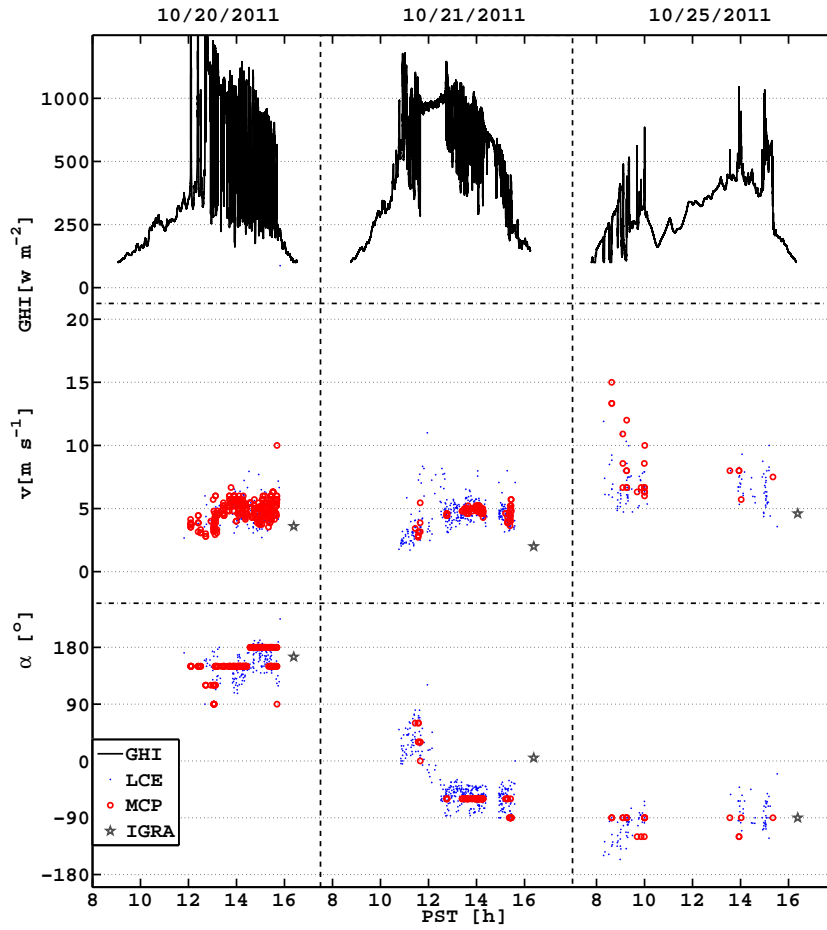 10/20/2011 10/21/2011 10/25/2011
GHI[w m⁻²]
1000
500
250
0
v[m s⁻¹]
20
15
10
5
0
α [°]
180
90
0
−90
−180
GHI
LCE
MCP
IGRA
8 10 12 14 16 8 10 12 14 16 8 10 12 14 16
PST [h]